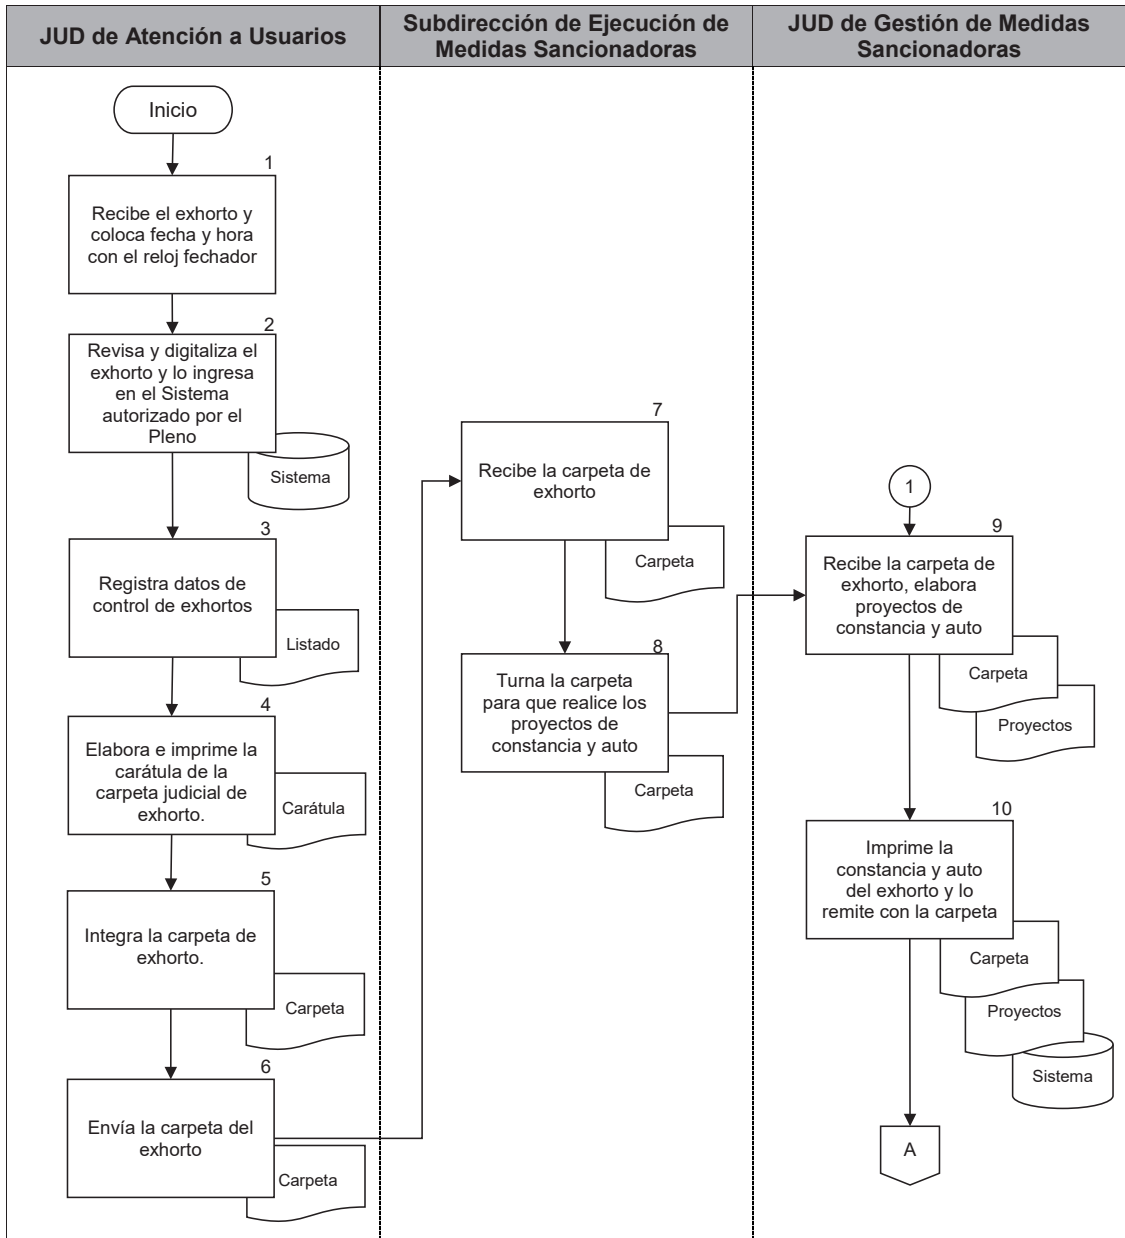 JUD de Atención a Usuarios
Subdirección de Ejecución de
Medidas Sancionadoras
JUD de Gestión de Medidas
Sancionadoras
Inicio
1
Recibe el exhorto y
coloca fecha y hora
con el reloj fechador
2
Revisa y digitaliza el
exhorto y lo ingresa
en el Sistema
autorizado por el
Pleno
Sistema
3
Registra datos de
control de exhortos
Listado
4
Elabora e imprime la
carátula de la
carpeta judicial de
exhorto.
Carátula
5
Integra la carpeta de
exhorto.
Carpeta
6
Envía la carpeta del
exhorto
Carpeta
7
Recibe la carpeta de
exhorto
Carpeta
8
Turna la carpeta
para que realice los
proyectos de
constancia y auto
Carpeta
1
9
Recibe la carpeta de
exhorto, elabora
proyectos de
constancia y auto
Carpeta
Proyectos
10
Imprime la
constancia y auto
del exhorto y lo
remite con la carpeta
Carpeta
Proyectos
Sistema
A